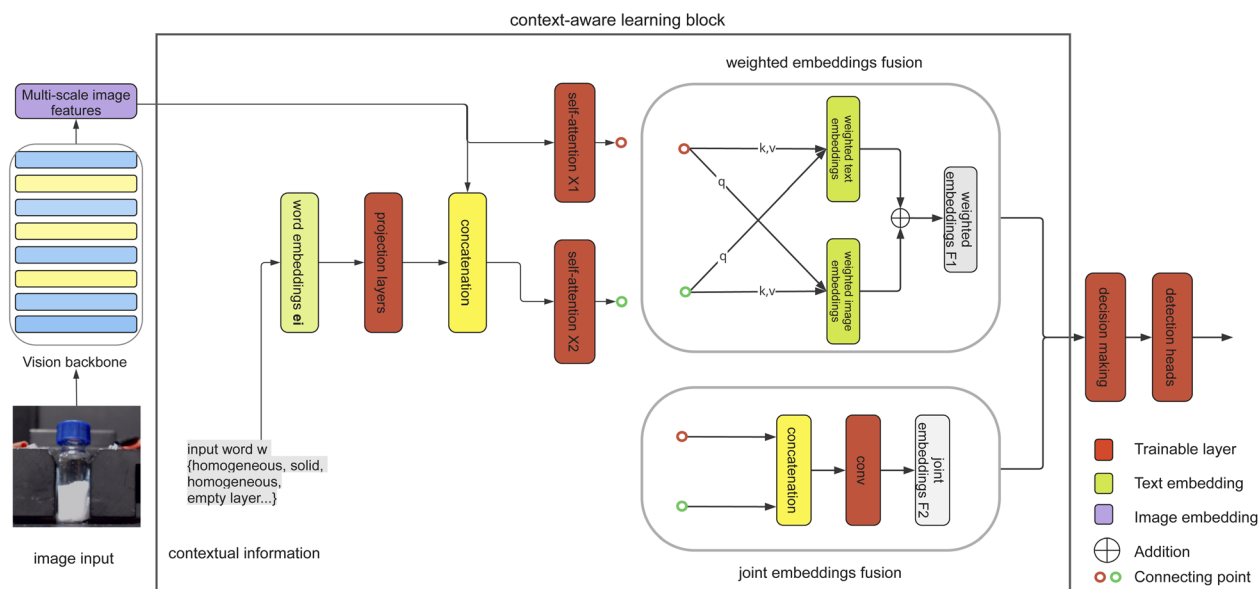 context-aware learning block
Multi-scale image
features
Vision backbone
image input
word embeddings ei
projection layers
concatenation
self-attention X1
self-attention X2
input word w
{homogeneous, solid,
homogeneous,
empty layer...}
contextual information
weighted embeddings fusion
k,v
q
q
k,v
weighted text
embeddings
weighted image
embeddings
weighted
embeddings F1
concatenation
conv
joint
embeddings F2
joint embeddings fusion
decision making
detection heads
Trainable layer
Text embedding
Image embedding
Addition
Connecting point